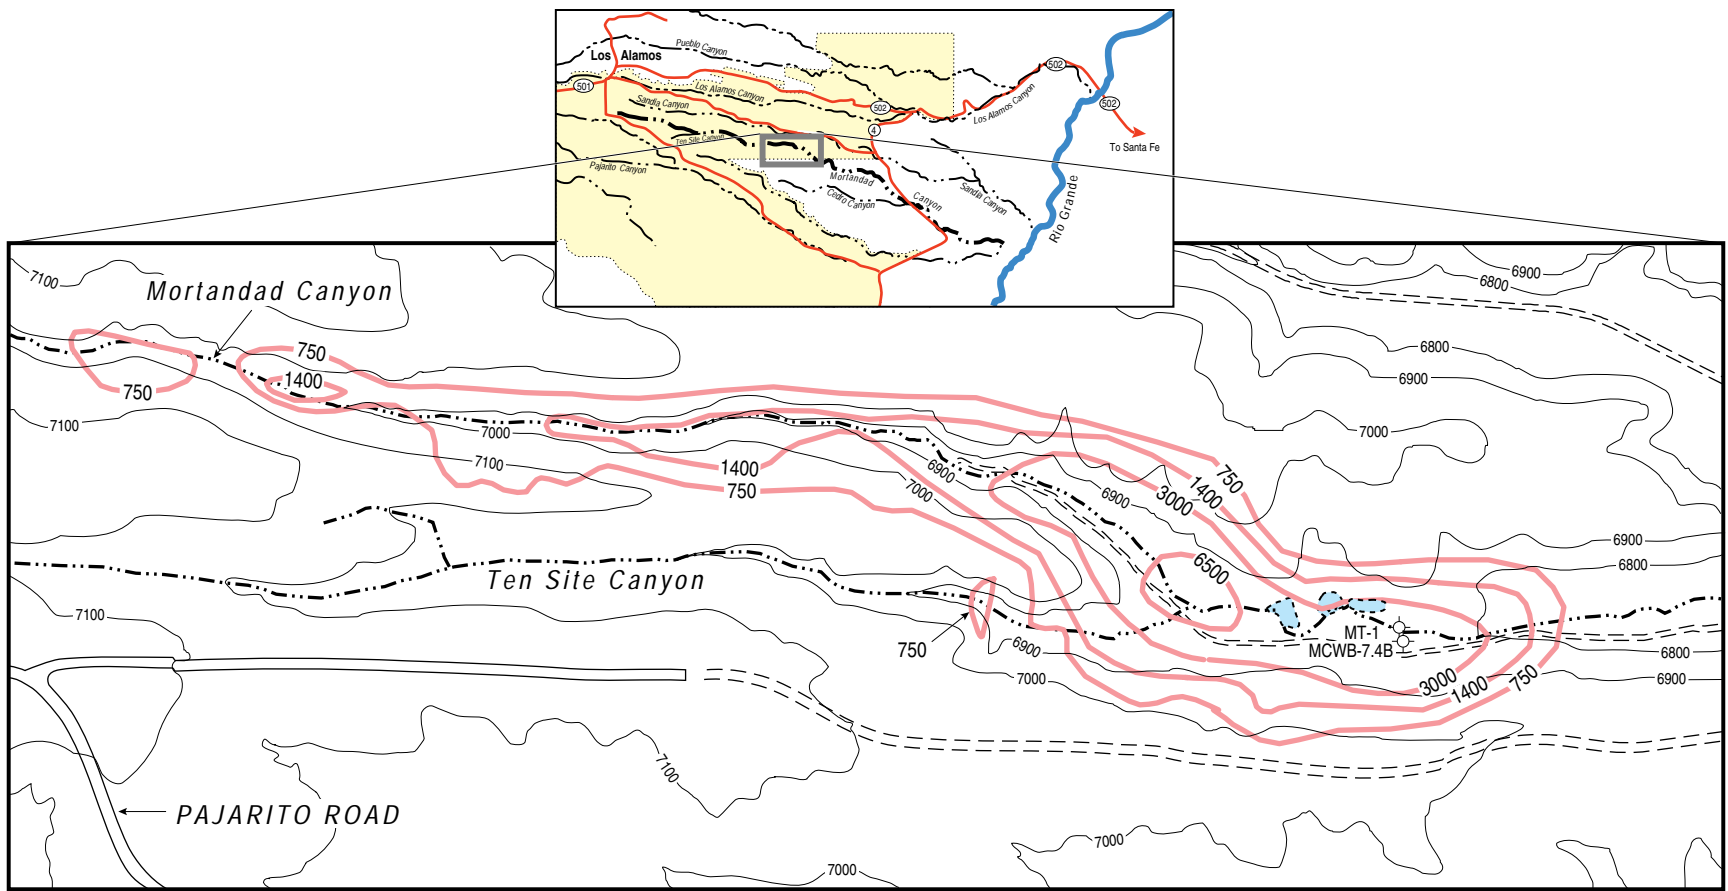 Los Alamos
Pueblo Canyon
501
Los Alamos Canyon
Sandia Canyon
502
502
502
Los Alamos Canyon
4
To Santa Fe
Ten Site Canyon
Pajarito Canyon
Mortandad
Canyon
Cedro Canyon
Sandia Canyon
Rio Grande
7100
Mortandad Canyon
6900
6800
750
1400
750
6800
6900
7100
7000
7000
7100
1400
750
6900
7000
6900
3000
1400
750
6900
6800
6500
Ten Site Canyon
7100
750
6900
7000
MT-1
MCWB-7.4B
6800
6900
3000
1400
750
7100
PAJARITO ROAD
7000
7000